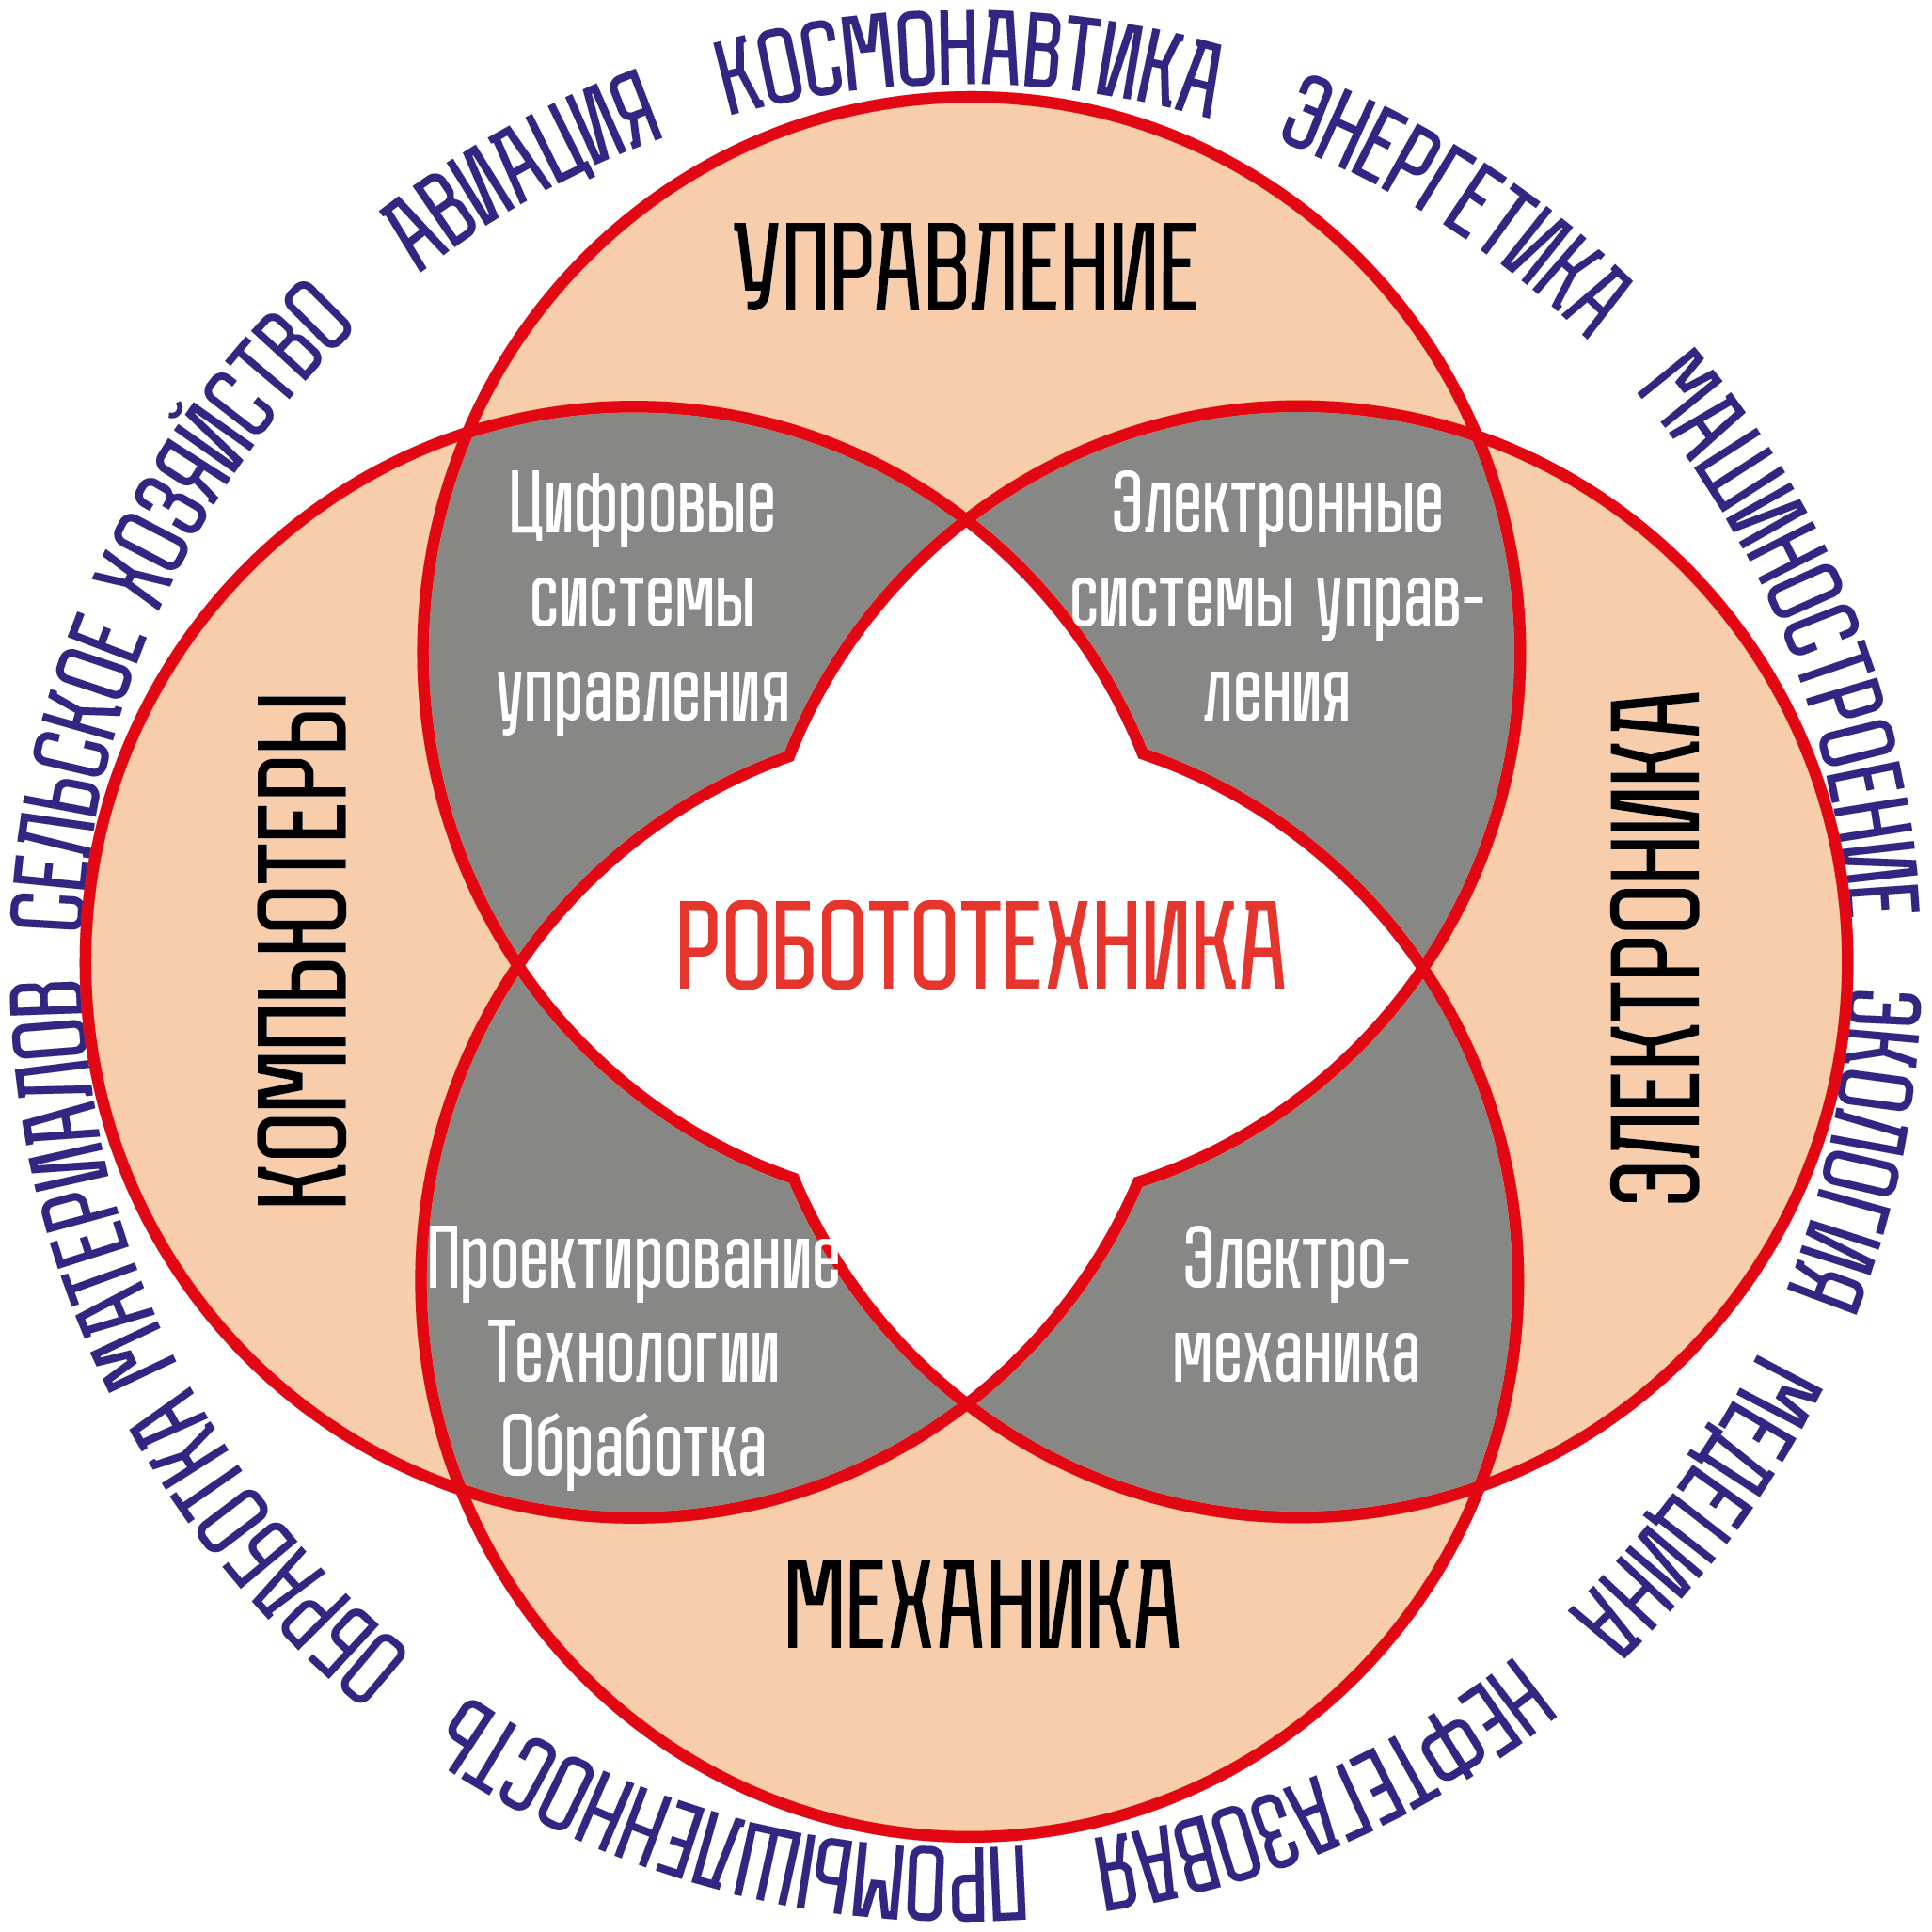 АВИАЦИЯ
КОСМОНАВТИКА
ЭНЕРГЕТИКА
МАШИНОСТРОЕНИЕ
ЭКОЛОГИЯ
МЕДЕЦИНА
НЕФТЕГАЗОВАЯ
ПРОМЫШЛЕННОСТЬ
ОБРАБОТКА МАТЕРИАЛОВ
СЕЛЬСКОЕ ХОЗЯЙСТВО
УПРАВЛЕНИЕ
Цифровые
системы
управления
Электронные
системы управ-
ления
КОМПЬЮТЕРЫ
РОБОТОТЕХНИКА
ЭЛЕКТРОНИКА
Проектирование
Технологии
Обработка
Электро-
механика
МЕХАНИКА